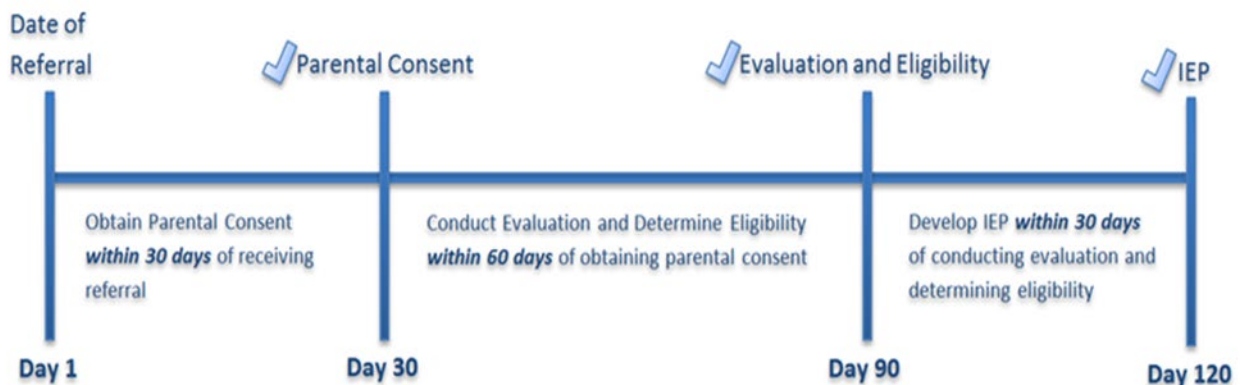 Date of
Referral
Parental Consent
Evaluation and Eligibility
IEP
Obtain Parental Consent
within 30 days of receiving
referral
Conduct Evaluation and Determine Eligibility
within 60 days of obtaining parental consent
Develop IEP within 30 days
of conducting evaluation and
determining eligibility
Day 1
Day 30
Day 90
Day 120